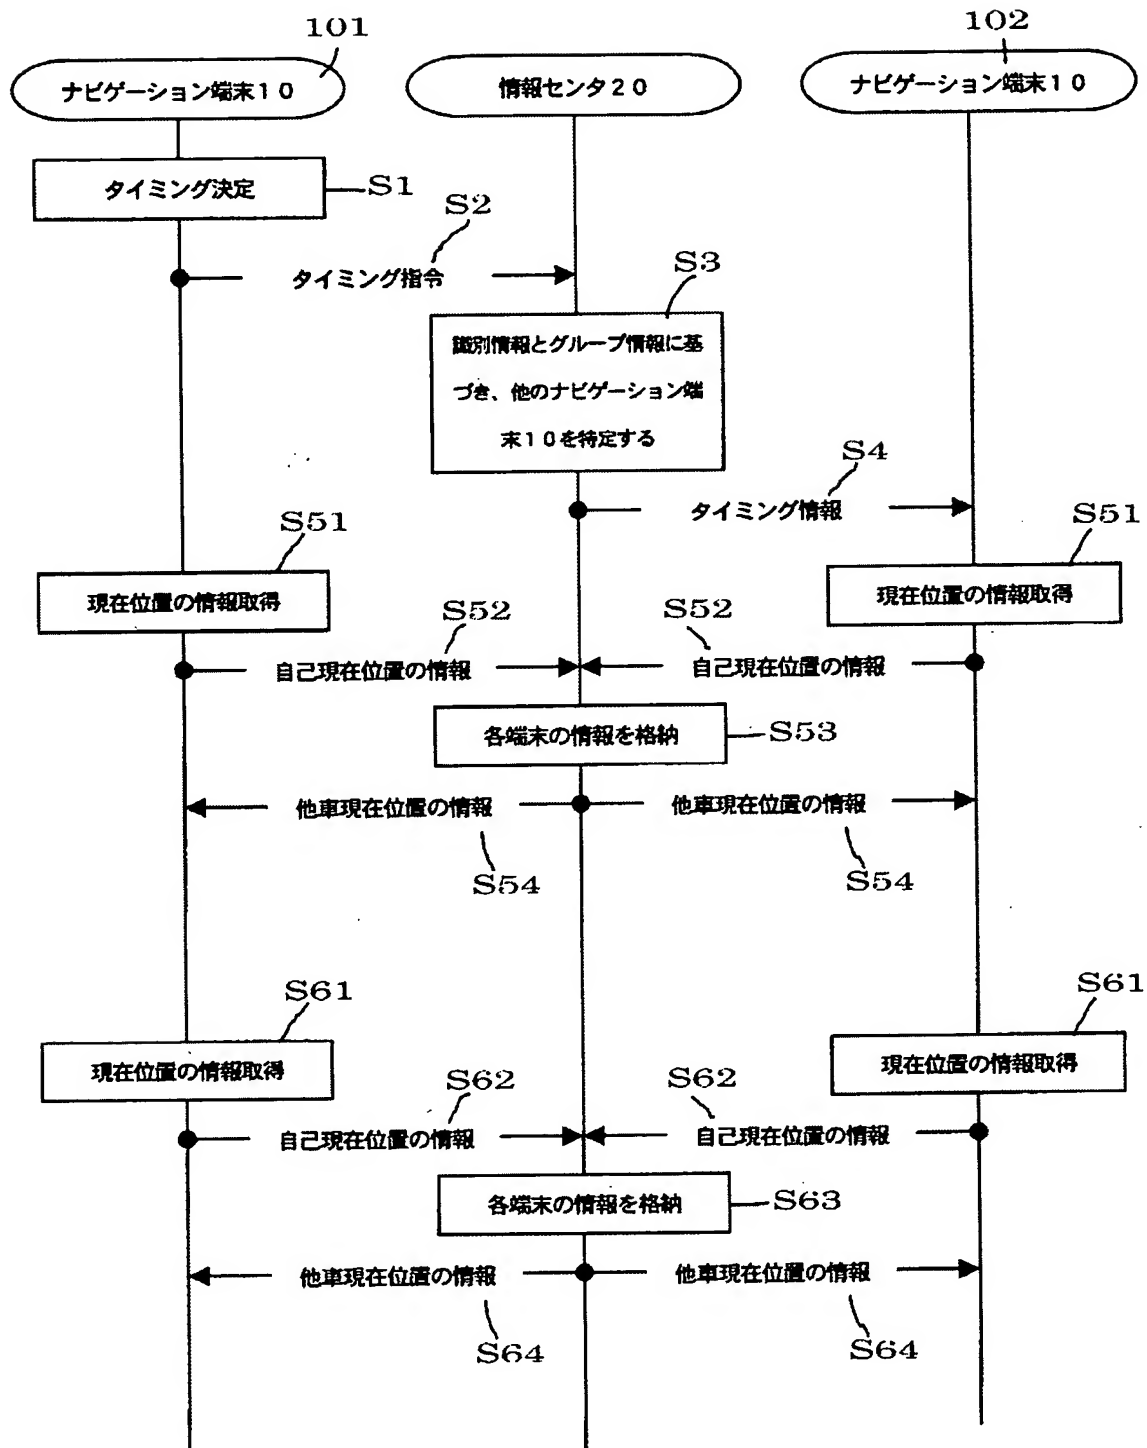 101
102
ナビゲーション端末10
情報センタ20
ナビゲーション端末10
タイミング決定
S1
S2
タイミング指令
S3
識別情報とグループ情報に基
づき、他のナビゲーション端
末10を特定する
S4
タイミング情報
S51
S51
現在位置の情報取得
現在位置の情報取得
S52
S52
自己現在位置の情報
自己現在位置の情報
各端末の情報を格納
S53
他車現在位置の情報
他車現在位置の情報
S54
S54
S61
S61
現在位置の情報取得
現在位置の情報取得
S62
S62
自己現在位置の情報
自己現在位置の情報
各端末の情報を格納
S63
他車現在位置の情報
他車現在位置の情報
S64
S64